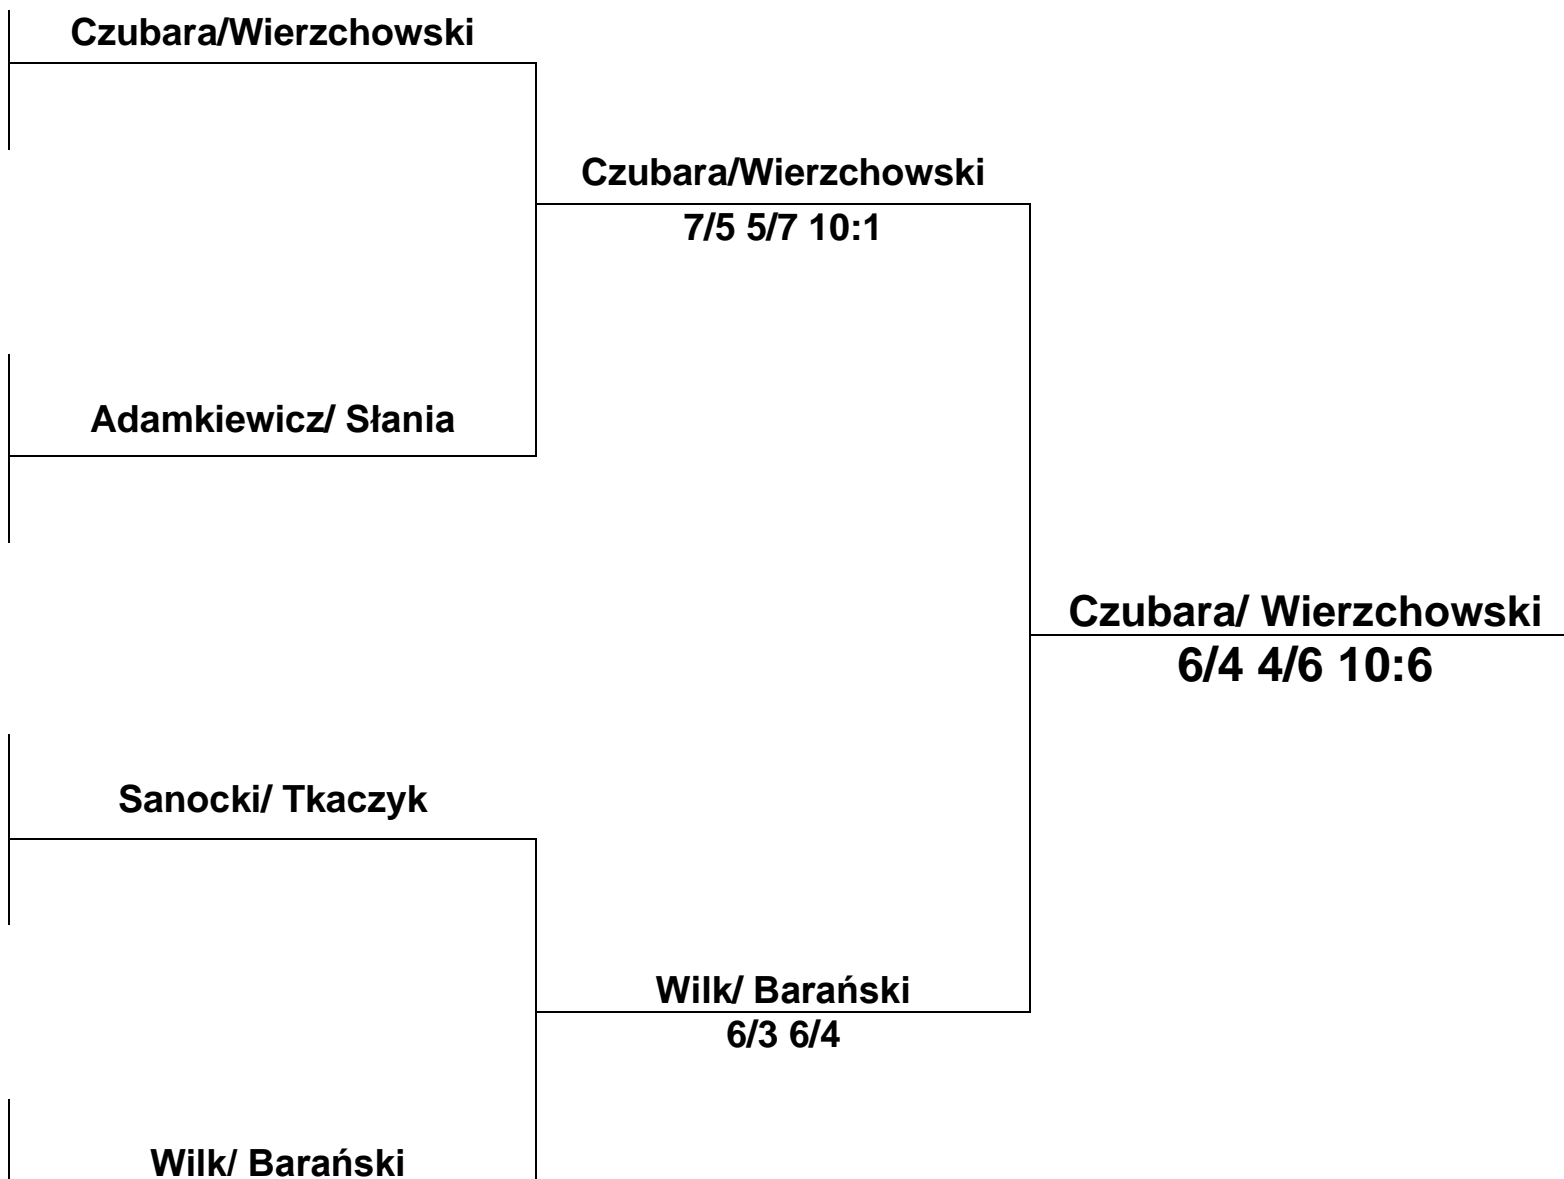 Czubara/Wierzchowski
Czubara/Wierzchowski
7/5 5/7 10:1
Adamkiewicz/ Słania
Czubara/ Wierzchowski
6/4 4/6 10:6
Sanocki/ Tkaczyk
Wilk/ Barański
6/3 6/4
Wilk/ Barański